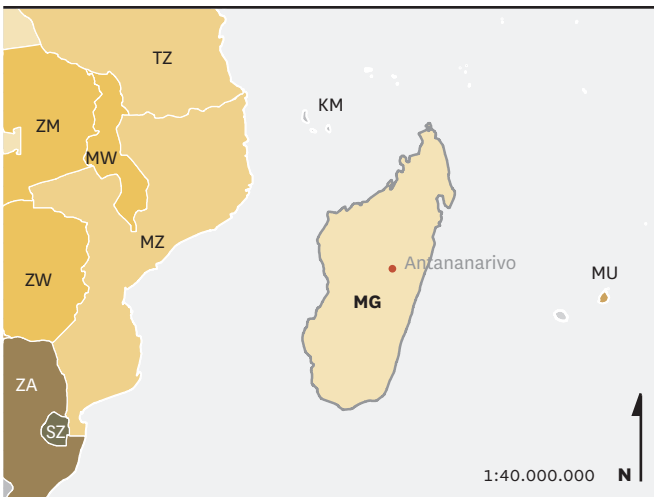 TZ
KM
ZM
MW
MZ
Antananarivo
MU
ZW
MG
ZA
SZ
1:40.000.000 N